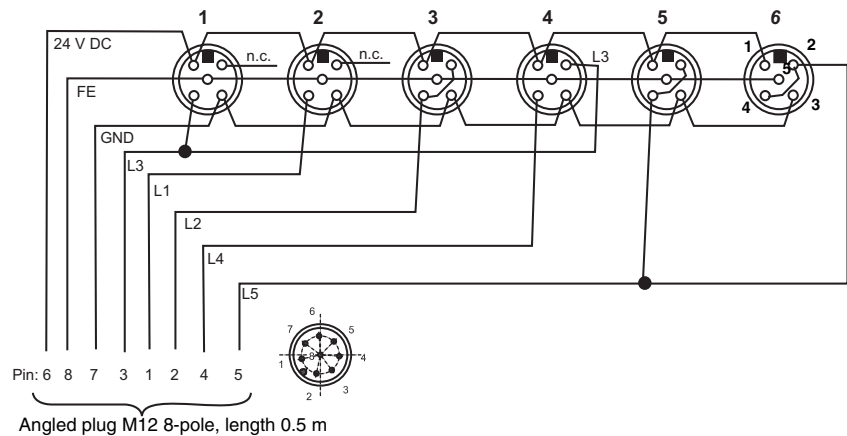 1 2 3 4 5 6
24 V DC
n.c.
n.c.
L3
1
2
5
FE
4
3
GND
L3
L1
L2
L4
L5
6
7
5
8
1
4
2
3
Pin: 6 8 7 3 1 2 4 5
Angled plug M12 8-pole, length 0.5 m